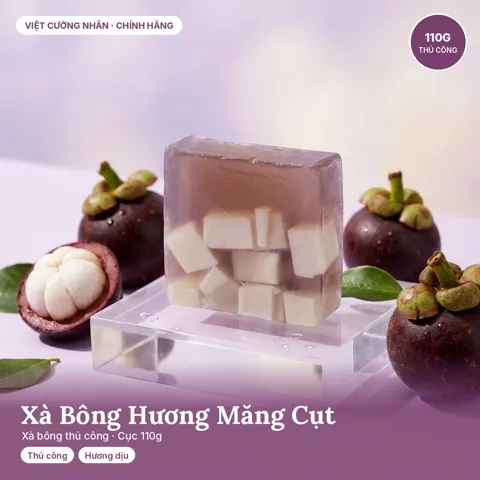 VIỆT CƯỜNG NHÂN · CHÍNH HÃNG
110G
THỦ CÔNG
Xà Bông Hương Măng Cụt
Xà bông thủ công · Cục 110g
Thủ công
Hương dịu